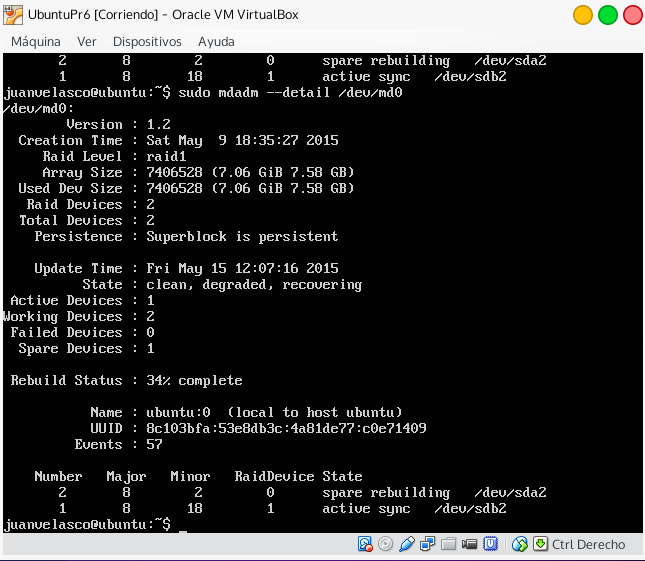 UbuntuPr6 [Corriendo] - Oracle VM VirtualBox
Máquina Ver Dispositivos Ayuda
2 8 2 0 spare rebuilding /dev/sda2
1 8 18 1 active sync /dev/sdb2
juanvelasco@ubuntu:~$ sudo mdadm --detail /dev/md0
/dev/md0:
Version : 1.2
Creation Time : Sat May  9 18:35:27 2015
Raid Level : raid1
Array Size : 7406528 (7.06 GiB 7.58 GB)
Used Dev Size : 7406528 (7.06 GiB 7.58 GB)
Raid Devices : 2
Total Devices : 2
Persistence : Superblock is persistent
Update Time : Fri May 15 12:07:16 2015
State : clean, degraded, recovering
Active Devices : 1
Working Devices : 2
Failed Devices : 0
Spare Devices : 1
Rebuild Status : 34% complete
Name : ubuntu:0  (local to host ubuntu)
UUID : 8c103bfa:53e8db3c:4a81de77:c0e71409
Events : 57
Number Major Minor RaidDevice State
2 8 2 0 spare rebuilding /dev/sda2
1 8 18 1 active sync /dev/sdb2
juanvelasco@ubuntu:~$ _
Ctrl Derecho